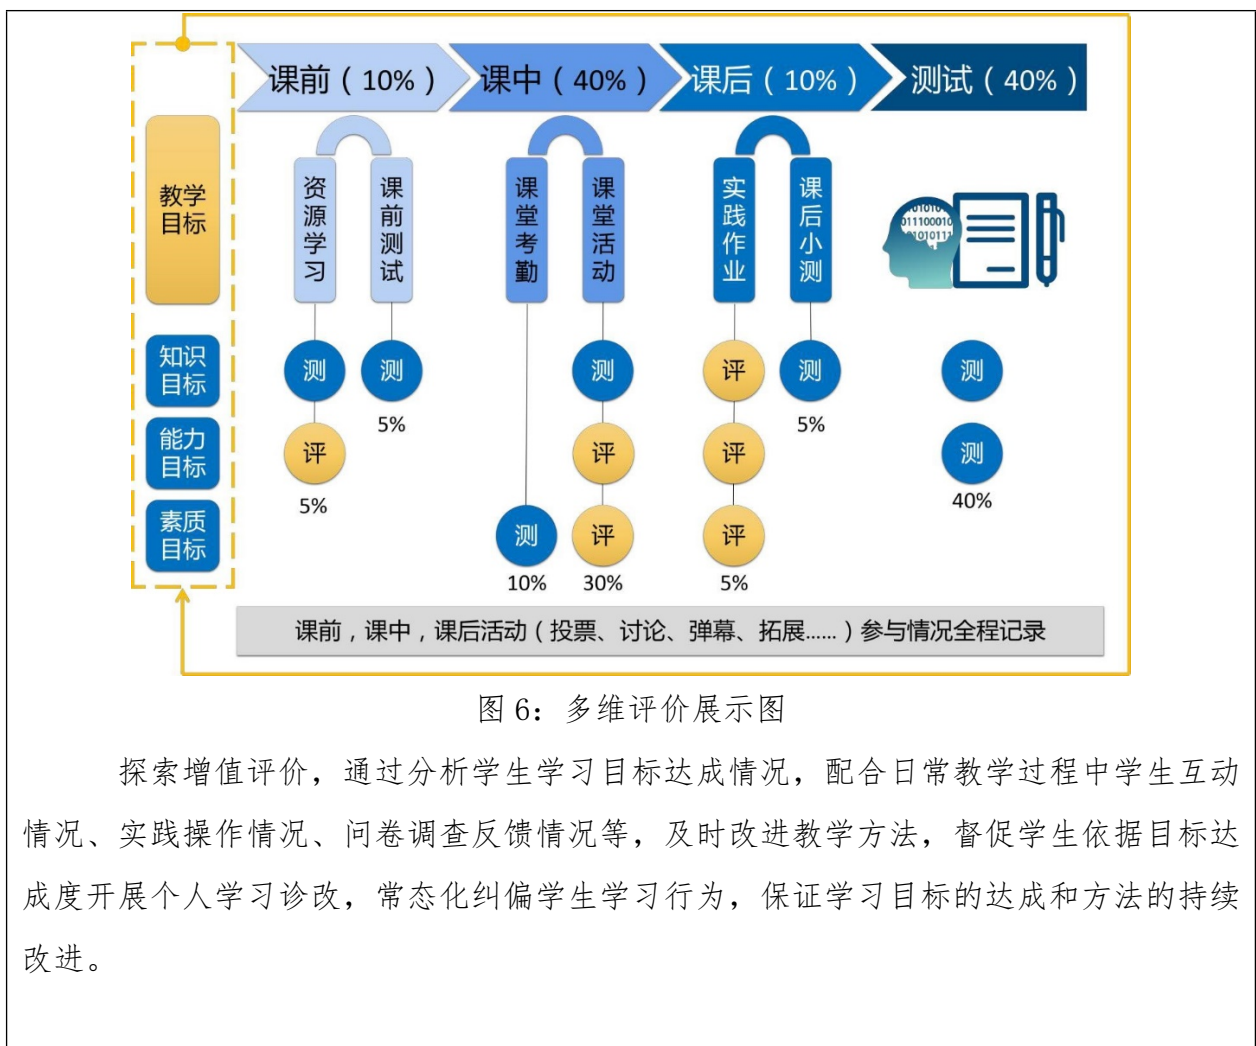 课前（10%）
课中（40%）
课后（10%）
测试（40%）
教学
目标
资源学习
课前测试
课堂考勤
课堂活动
实践作业
课后小测
01010
011100010
1010111
知识
目标
测
测
测
评
测
测
5%
5%
能力
目标
评
评
评
测
5%
40%
素质
目标
测
评
评
10%
30%
5%
课前，课中，课后活动（投票、讨论、弹幕、拓展......）参与情况全程记录
图 6：多维评价展示图
探索增值评价，通过分析学生学习目标达成情况，配合日常教学过程中学生互动
情况、实践操作情况、问卷调查反馈情况等，及时改进教学方法，督促学生依据目标达
成度开展个人学习诊改，常态化纠偏学生学习行为，保证学习目标的达成和方法的持续
改进。